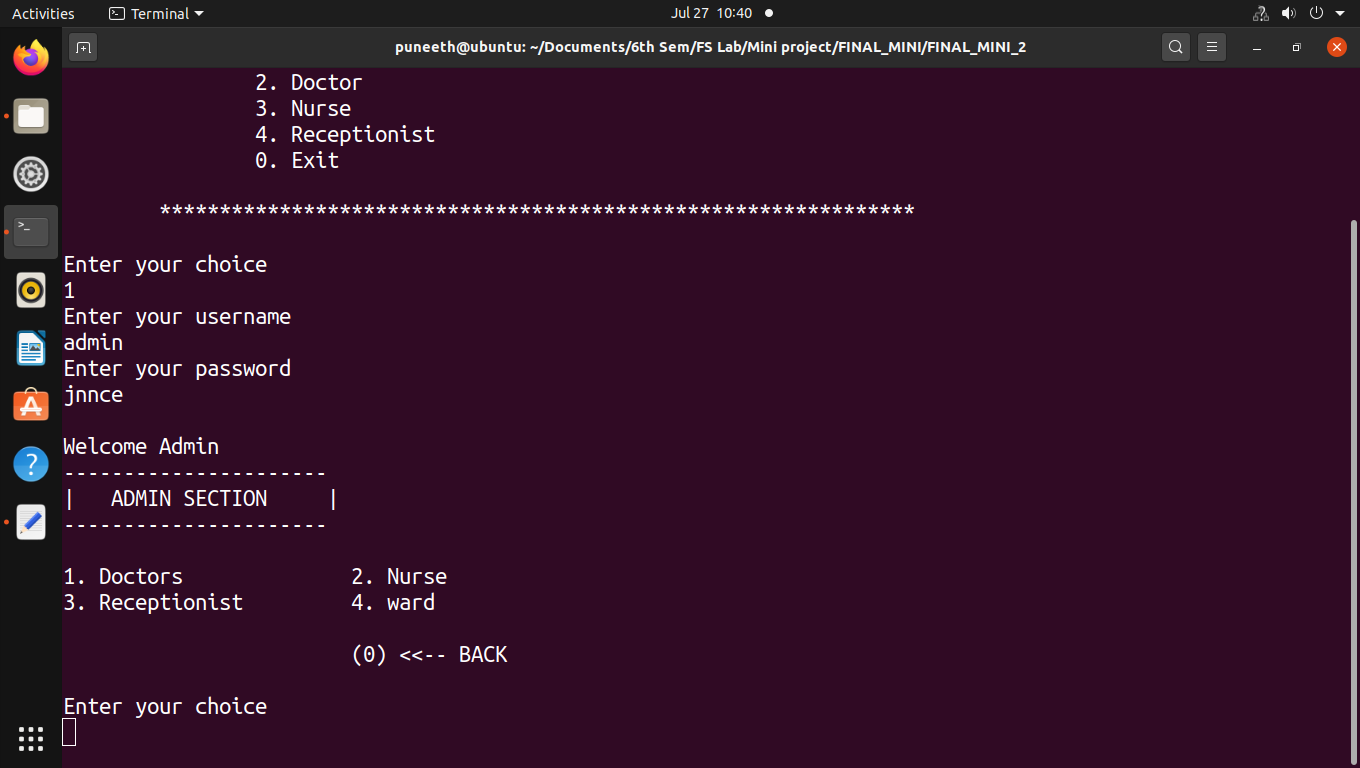 Activities Terminal Jul 27 10:40
puneeth@ubuntu: ~/Documents/6th Sem/FS Lab/Mini project/FINAL_MINI/FINAL_MINI_2
2. Doctor
3. Nurse
4. Receptionist
0. Exit
***************************************************************
Enter your choice
1
Enter your username
admin
Enter your password
jnnce
Welcome Admin
----------------------
|   ADMIN SECTION     |
----------------------
1. Doctors 2. Nurse
3. Receptionist 4. ward
(0) <<-- BACK
Enter your choice